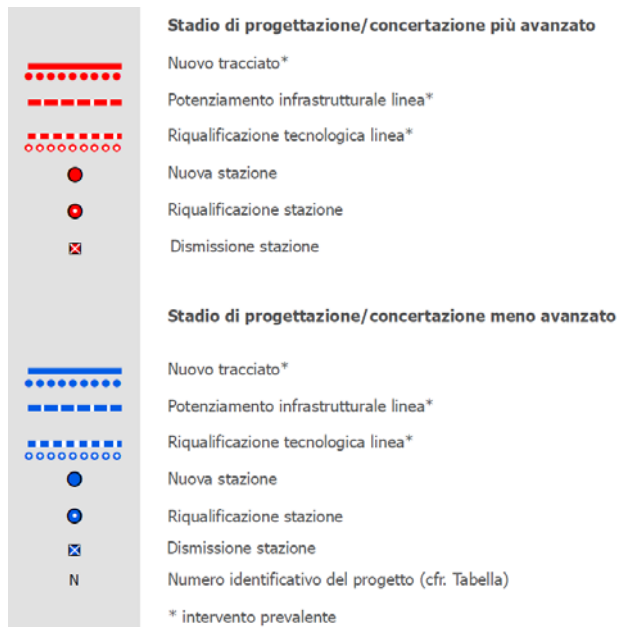 Stadio di progettazione/concertazione più avanzato
Nuovo tracciato*
Potenziamento infrastrutturale linea*
Riqualificazione tecnologica linea*
Nuova stazione
Riqualificazione stazione
Dismissione stazione
Stadio di progettazione/concertazione meno avanzato
Nuovo tracciato*
Potenziamento infrastrutturale linea*
Riqualificazione tecnologica linea*
Nuova stazione
Riqualificazione stazione
Dismissione stazione
N Numero identificativo del progetto (cfr. Tabella)
* intervento prevalente